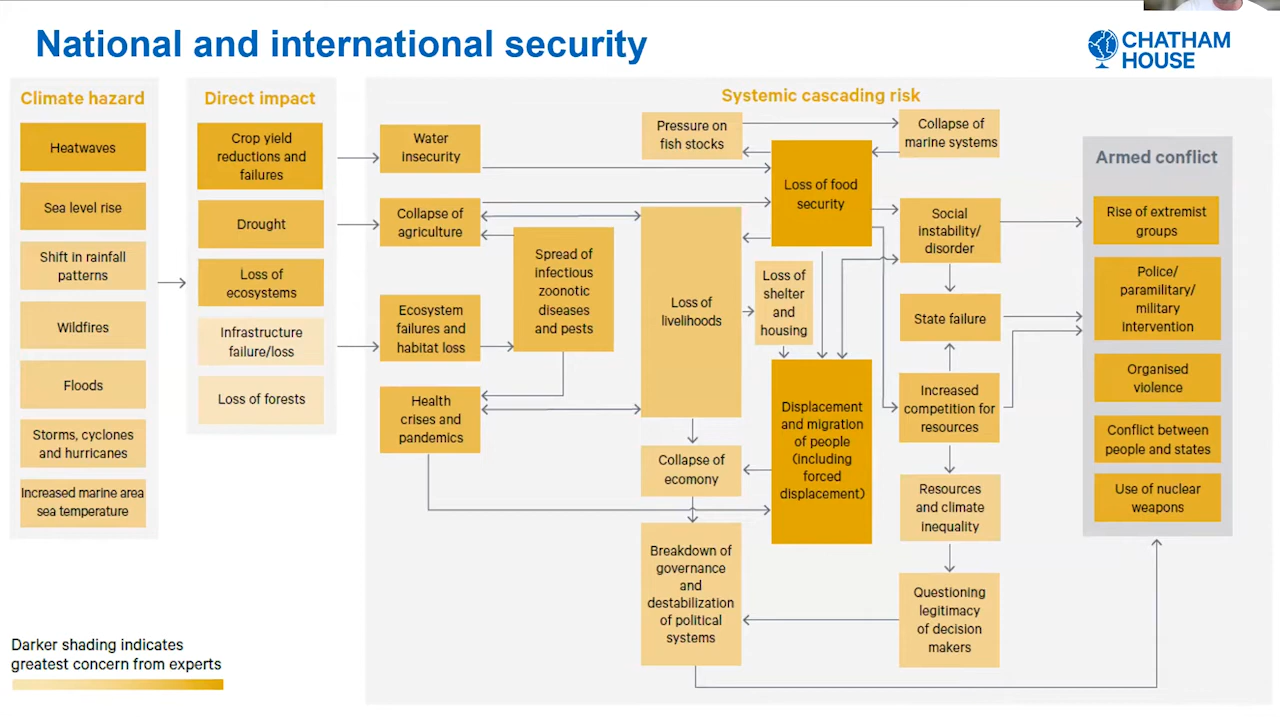 National and international security
CHATHAM
HOUSE
Climate hazard
Heatwaves
Sea level rise
Shift in rainfall
patterns
Wildfires
Floods
Storms, cyclones
and hurricanes
Increased marine area
sea temperature
Direct impact
Crop yield
reductions and
failures
Drought
Loss of
ecosystems
Infrastructure
failure/loss
Loss of forests
Systemic cascading risk
Water
insecurity
Collapse of
agriculture
Ecosystem
failures and
habitat loss
Health
crises and
pandemics
Spread of
infectious
zoonotic
diseases
and pests
Pressure on
fish stocks
Loss of
livelihoods
Collapse of
ecomony
Breakdown of
governance
and
destabilization
of political
systems
Loss of food
security
Loss of
shelter
and
housing
Displacement
and migration
of people
(including
forced
displacement)
Collapse of
marine systems
Social
instability/
disorder
State failure
Increased
competition for
resources
Resources
and climate
inequality
Questioning
legitimacy
of decision
makers
Armed conflict
Rise of extremist
groups
Police/
paramilitary/
military
intervention
Organised
violence
Conflict between
people and states
Use of nuclear
weapons
Darker shading indicates
greatest concern from experts